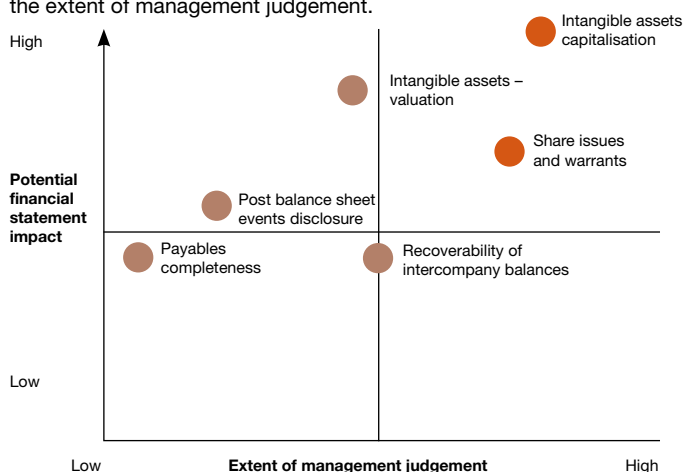 the extent of management judgement.
High
Intangible assets
capitalisation
Intangible assets –
valuation
Share issues
and warrants
Potential
financial
statement
impact
Post balance sheet
events disclosure
Payables
completeness
Recoverability of
intercompany balances
Low
Low
Extent of management judgement
High